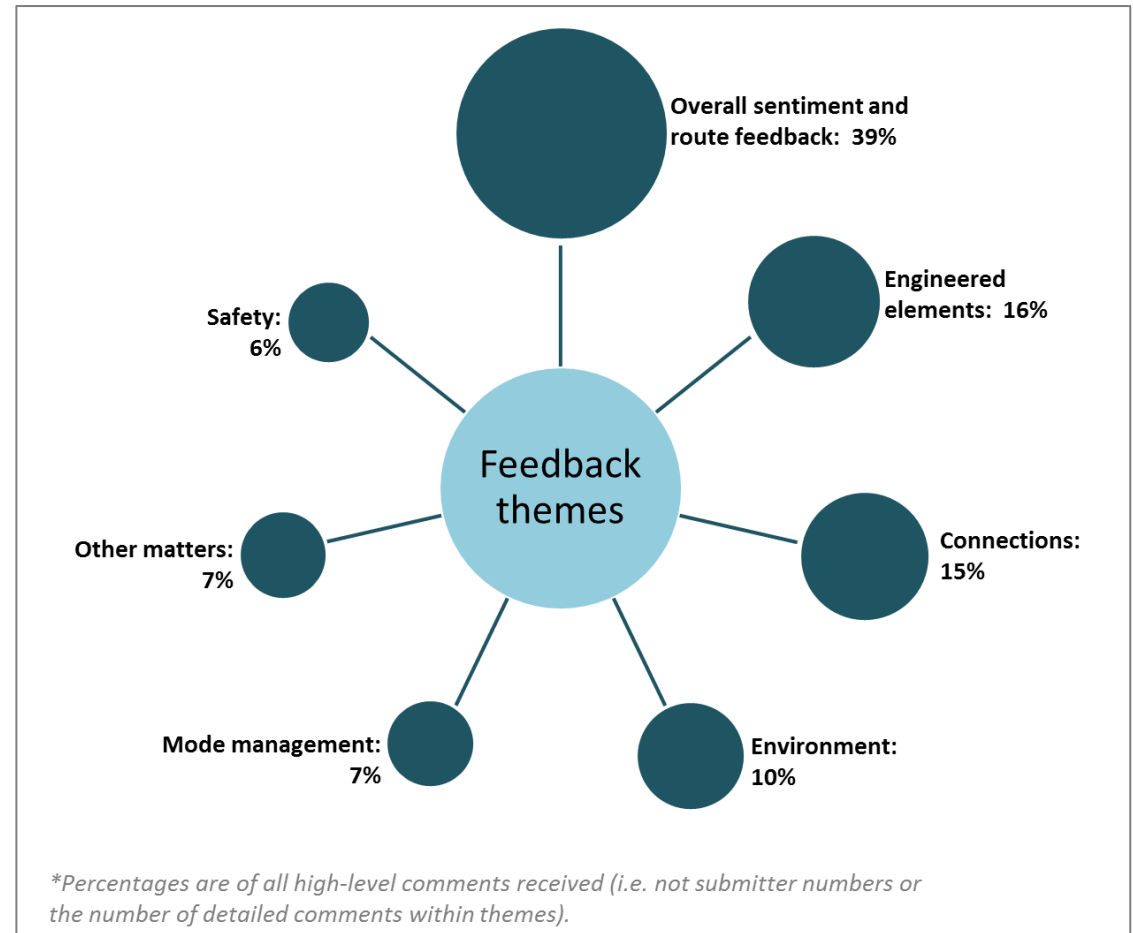 Overall sentiment and
route feedback:  39%
Engineered
elements:  16%
Safety:
6%
Feedback
themes
Connections:
15%
Other matters:
7%
Mode management:
7%
Environment:
10%
*Percentages are of all high-level comments received (i.e. not submitter numbers or
the number of detailed comments within themes).